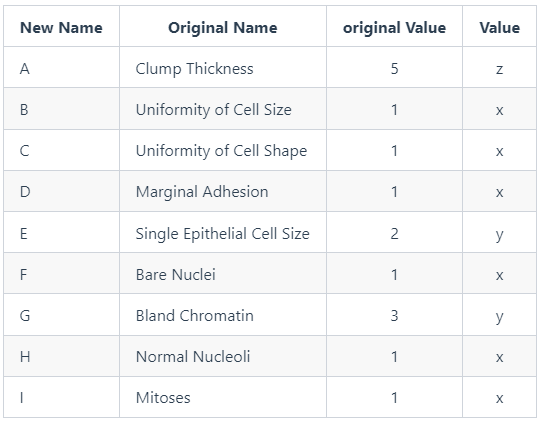 New Name Original Name original Value Value
A Clump Thickness 5 z
B Uniformity of Cell Size 1 x
C Uniformity of Cell Shape 1 x
D Marginal Adhesion 1 x
E Single Epithelial Cell Size 2 y
F Bare Nuclei 1 x
G Bland Chromatin 3 y
H Normal Nucleoli 1 x
I Mitoses 1 x